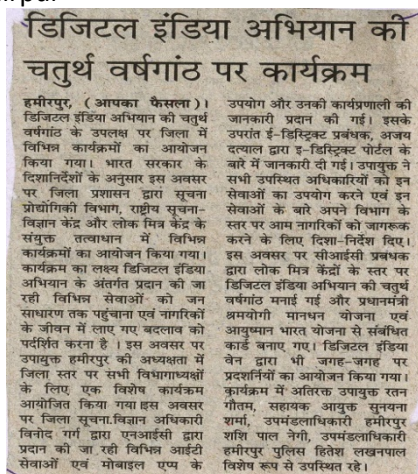 डिजिटल इंडिया अभियान की
चतुर्थ वर्षगांठ पर कार्यक्रम
हमीरपुर, (आपका फैसला)।
डिजिटल इंडिया अभियान की चतुर्थ
वर्षगांठ के उपलक्ष पर जिला में
विभिन्न कार्यक्रमों का आयोजन
किया गया। भारत सरकार के
दिशानिर्देशों के अनुसार इस अवसर
पर जिला प्रशासन द्वारा सूचना
प्रोद्योगिकी विभाग, राष्ट्रीय सूचना-
विज्ञान केंद्र और लोक मित्र केंद्र के
संयुक्त तत्वाधान में विभिन्न
कार्यक्रमों का आयोजन किया गया।
कार्यक्रम का लक्ष्य डिजिटल इंडिया
अभियान के अंतर्गत प्रदान की जा
रही विभिन्न सेवाओं को जन
साधारण तक पहुंचाना एवं नागरिकों
के जीवन में लाए गए बदलाव को
पर्दर्शित करना है । इस अवसर पर
उपायुक्त हमीरपुर की अध्यक्षता में
जिला स्तर पर सभी विभागाध्यक्षों
के लिए एक विशेष कार्यक्रम
आयोजित किया गया।इस अवसर
पर जिला सूचना.विज्ञान अधिकारी
विनोद गर्ग द्वारा एनआईसी द्वारा
प्रदान की जा रही विभिन्न आईटी
सेवाओं एवं मोबाइल एप्प के
उपयोग और उनकी कार्यप्रणाली की
जानकारी प्रदान की गई। इसके
उपरांत ई-डिस्ट्रिक्ट प्रबंधक, अजय
दत्याल द्वारा इ-डिस्ट्रिक्ट पोर्टल के
बारे में जानकारी दी गई। उपायुक्त ने
सभी उपस्थित अधिकारियों को इन
सेवाओं का उपयोग करने एवं इन
सेवाओं के बारे अपने विभाग के
स्तर पर आम नागरिकों को जागरूक
करने के लिए दिशा-निर्देश दिए।
इस अवसर पर सीआईसी प्रबंधक
द्वारा लोक मित्र केंद्रों के स्तर पर
डिजिटल इंडिया अभियान की चतुर्थ
वर्षगांठ मनाई गई और प्रधानमंत्री
श्रमयोगी मानधन योजना एवं
आयुष्मान भारत योजना से संबंधित
कार्ड बनाए गए। डिजिटल इंडिया
वेन द्वारा भी जगह-जगह पर
प्रदर्शनियों का आयोजन किया गया।
कार्यक्रम में अतिरक्त उपायुक्त रतन
गौतम, सहायक आयुक्त सुनयना
शर्मा, उपमंडलाधिकारी हमीरपुर
शशि पाल नेगी, उपमंडलाधिकारी
हमीरपुर पुलिस हितेश लखनपाल
विशेष रूप से उपस्थित रहे।